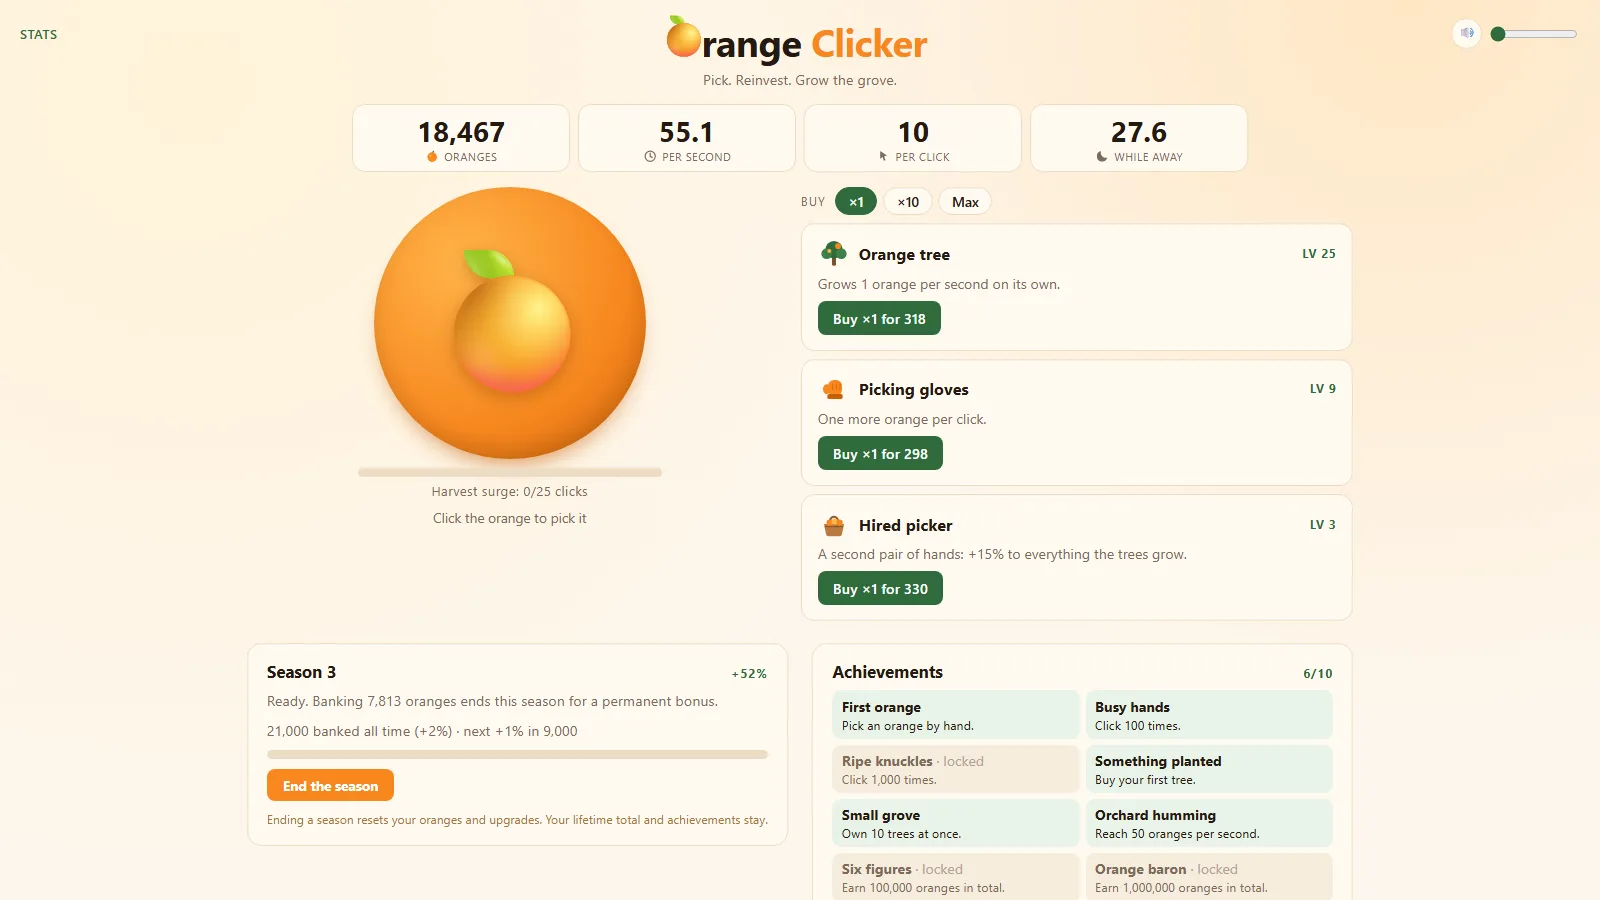 STATS
range Clicker
Pick. Reinvest. Grow the grove.
18,467
ORANGES
55.1
PER SECOND
10
PER CLICK
27.6
WHILE AWAY
Harvest surge: 0/25 clicks
Click the orange to pick it
BUY ×1 ×10 Max
Orange tree LV 25
Grows 1 orange per second on its own.
Buy ×1 for 318
Picking gloves LV 9
One more orange per click.
Buy ×1 for 298
Hired picker LV 3
A second pair of hands: +15% to everything the trees grow.
Buy ×1 for 330
Season 3 +52%
Ready. Banking 7,813 oranges ends this season for a permanent bonus.
21,000 banked all time (+2%) · next +1% in 9,000
End the season
Ending a season resets your oranges and upgrades. Your lifetime total and achievements stay.
Achievements 6/10
First orange
Pick an orange by hand.
Busy hands
Click 100 times.
Ripe knuckles · locked
Click 1,000 times.
Something planted
Buy your first tree.
Small grove
Own 10 trees at once.
Orchard humming
Reach 50 oranges per second.
Six figures · locked
Earn 100,000 oranges in total.
Orange baron · locked
Earn 1,000,000 oranges in total.